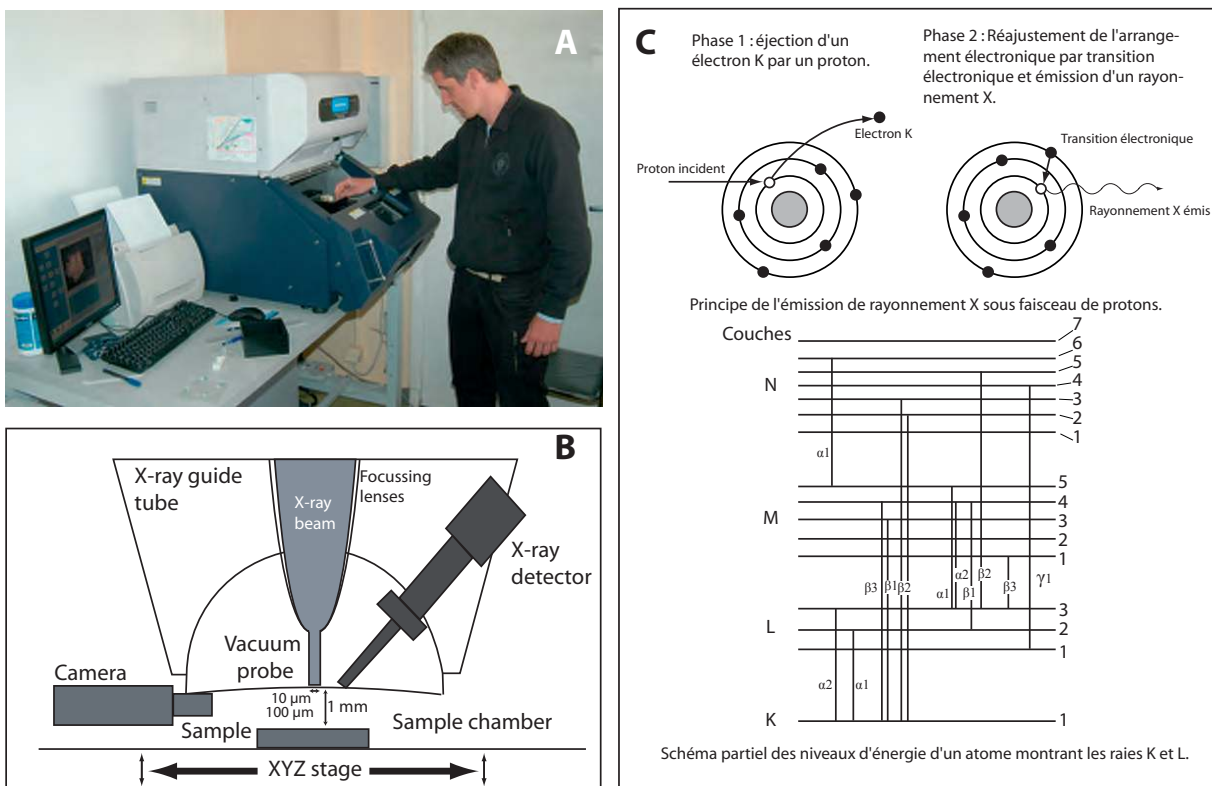 A
B
X-ray guide
tube
X-ray
beam
Focussing
lenses
X-ray
detector
Vacuum
probe
Camera
10 µm
100 µm
1 mm
Sample
Sample chamber
XYZ stage
C
Phase 1 : éjection d'un
électron K par un proton.
Phase 2 : Réajustement de l'arrange-
ment électronique par transition
électronique et émission d'un rayon-
nement X.
Electron K
Proton incident
Transition électronique
Rayonnement X émis
Principe de l'émission de rayonnement X sous faisceau de protons.
Couches
7
6
5
N
4
3
2
1
α1
5
4
M
3
2
1
β3
β1
β2
α1
α2
β1
β2
β3
γ1
3
L
2
1
α2
α1
K
1
Schéma partiel des niveaux d'énergie d'un atome montrant les raies K et L.